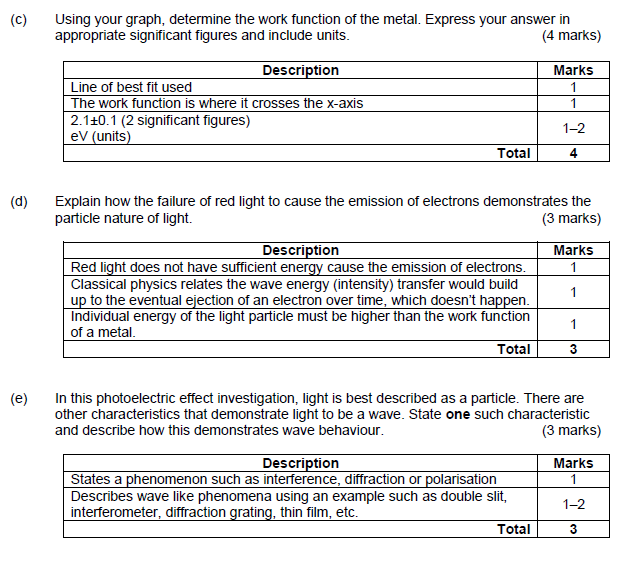 (c) Using your graph, determine the work function of the metal. Express your answer in
appropriate significant figures and include units. (4 marks)
Description Marks
Line of best fit used 1
The work function is where it crosses the x-axis 1
2.1±0.1 (2 significant figures)
eV (units) 1–2
Total 4
(d) Explain how the failure of red light to cause the emission of electrons demonstrates the
particle nature of light. (3 marks)
Description Marks
Red light does not have sufficient energy cause the emission of electrons. 1
Classical physics relates the wave energy (intensity) transfer would build
up to the eventual ejection of an electron over time, which doesn't happen. 1
Individual energy of the light particle must be higher than the work function
of a metal. 1
Total 3
(e) In this photoelectric effect investigation, light is best described as a particle. There are
other characteristics that demonstrate light to be a wave. State one such characteristic
and describe how this demonstrates wave behaviour. (3 marks)
Description Marks
States a phenomenon such as interference, diffraction or polarisation 1
Describes wave like phenomena using an example such as double slit,
interferometer, diffraction grating, thin film, etc. 1–2
Total 3